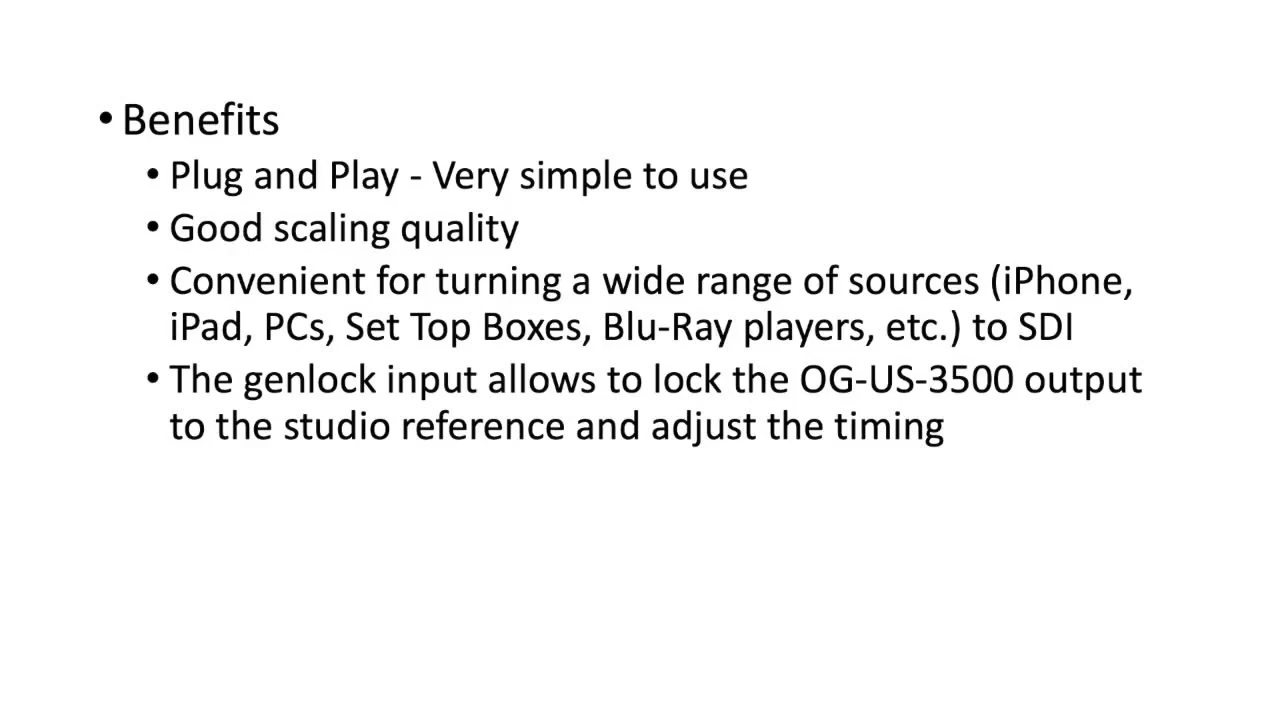 • Benefits
• Plug and Play - Very simple to use
• Good scaling quality
• Convenient for turning a wide range of sources (iPhone,
iPad, PCs, Set Top Boxes, Blu-Ray players, etc.) to SDI
• The genlock input allows to lock the OG-US-3500 output
to the studio reference and adjust the timing